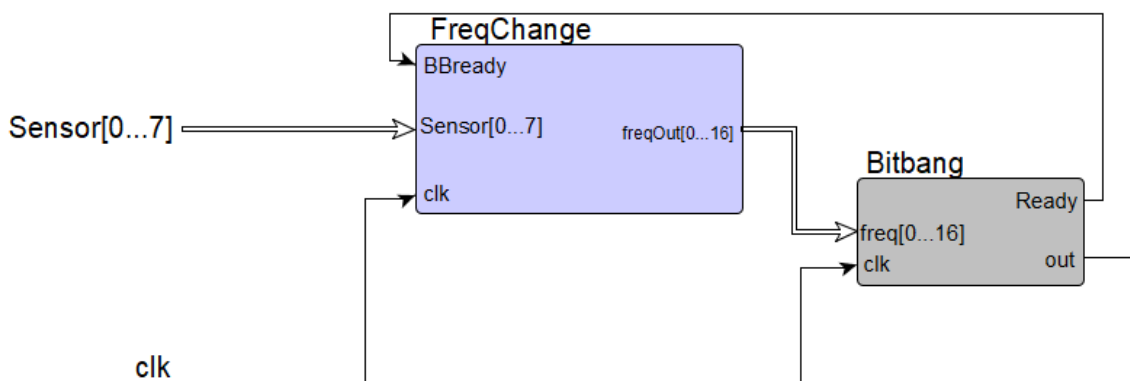 FreqChange
BBready
Sensor[0...7]
Sensor[0...7]
freqOut[0...16]
clk
Bitbang
Ready
freq[0...16]
clk
out
clk